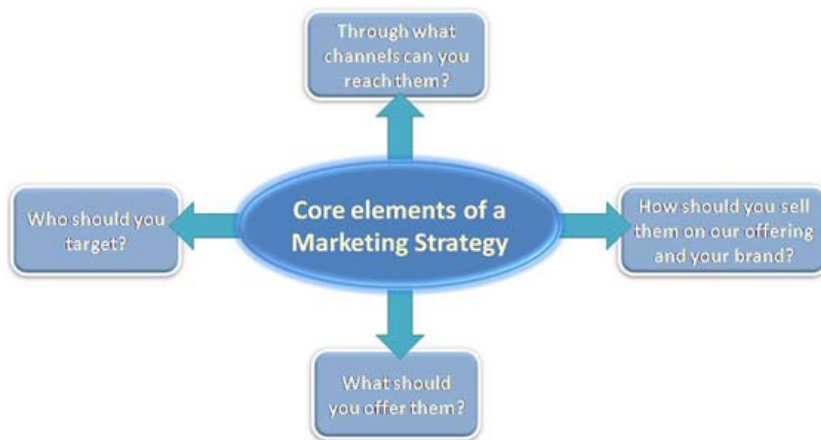 Through what
channels can you
reach them?
Who should you
target?
Core elements of a
Marketing Strategy
How should you sell
them on our offering
and your brand?
What should
you offer them?